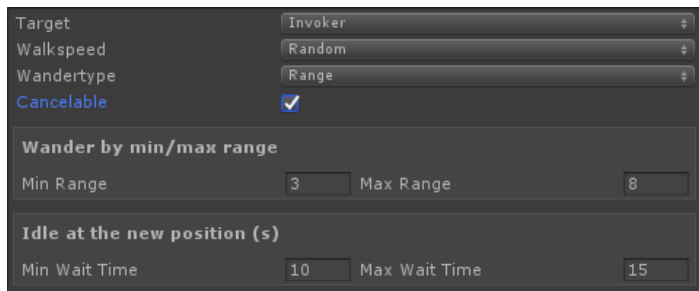 Target Invoker
Walkspeed Random
Wandertype Range
Cancelable
Wander by min/max range
Min Range 3 Max Range 8
Idle at the new position (s)
Min Wait Time 10 Max Wait Time 15